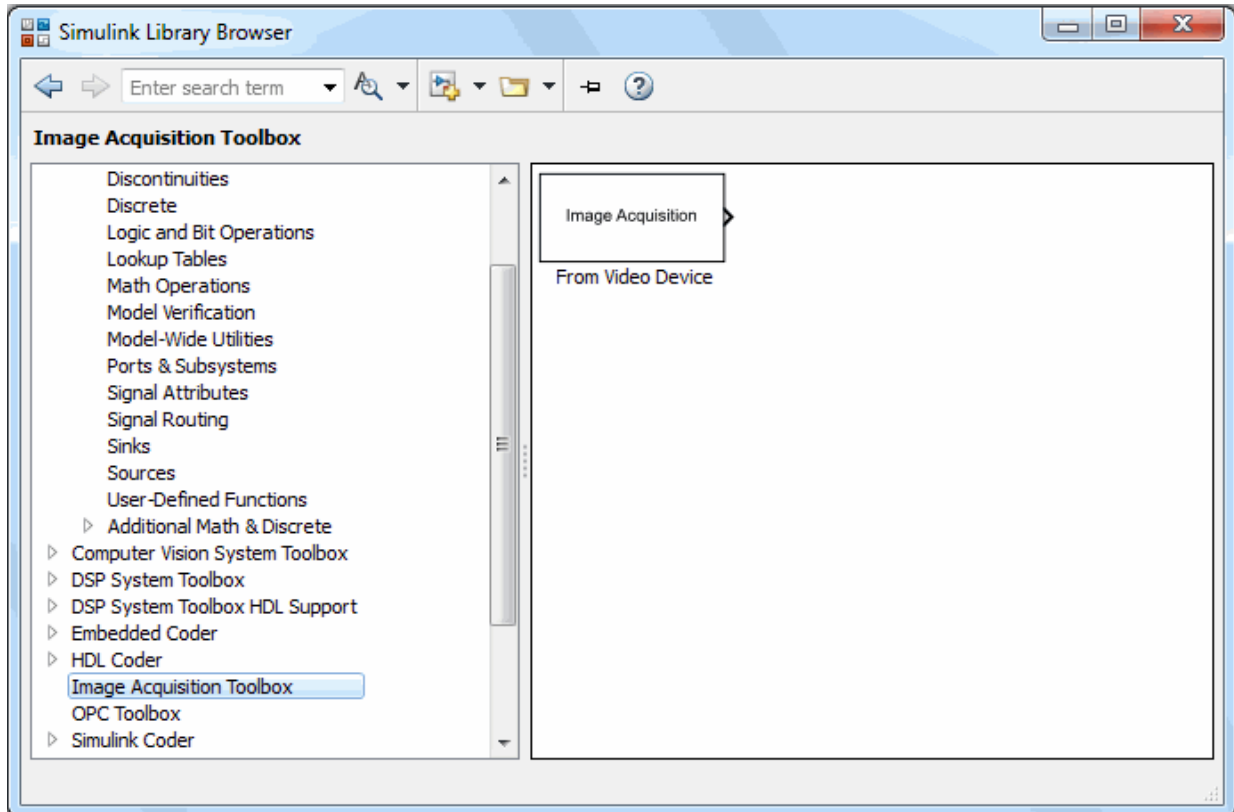 Simulink Library Browser
Enter search term
Image Acquisition Toolbox
Discontinuities
Discrete
Logic and Bit Operations
Lookup Tables
Math Operations
Model Verification
Model-Wide Utilities
Ports & Subsystems
Signal Attributes
Signal Routing
Sinks
Sources
User-Defined Functions
Additional Math & Discrete
Computer Vision System Toolbox
DSP System Toolbox
DSP System Toolbox HDL Support
Embedded Coder
HDL Coder
Image Acquisition Toolbox
OPC Toolbox
Simulink Coder
Image Acquisition
From Video Device